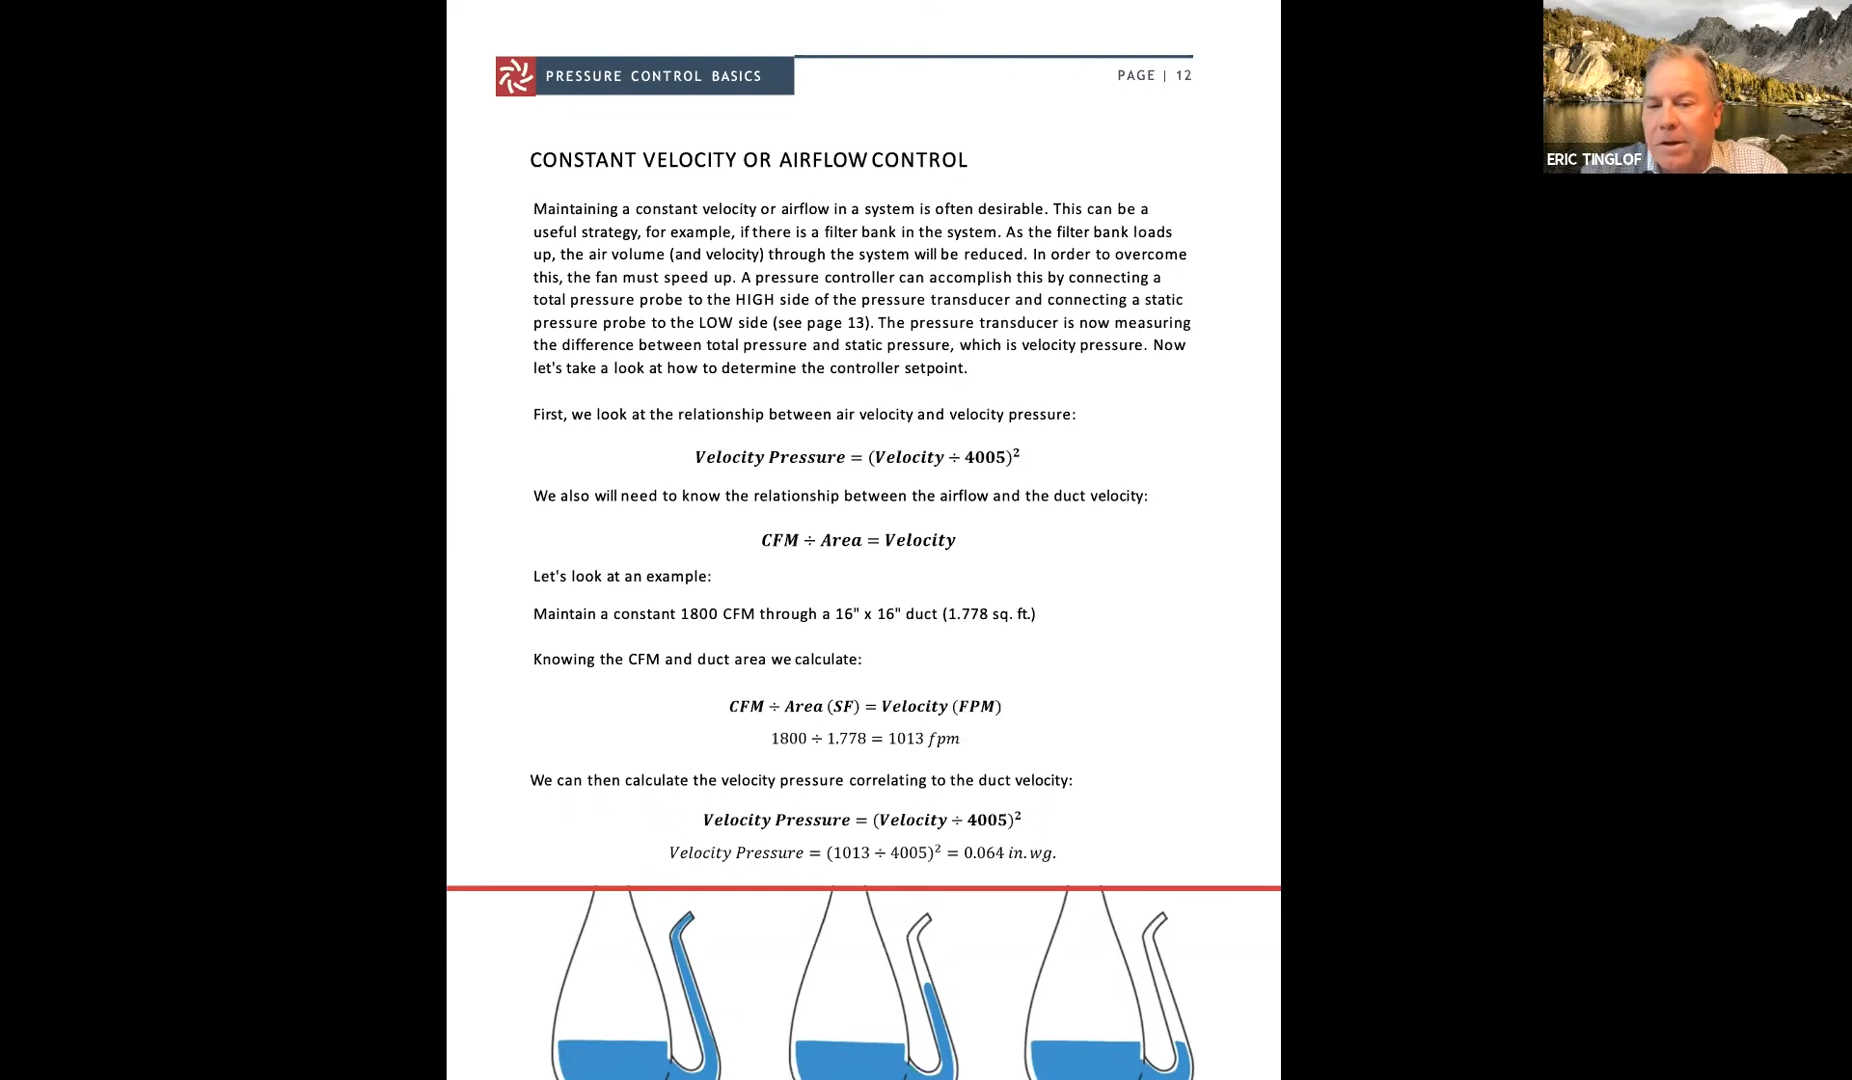 PRESSURE CONTROL BASICS
PAGE | 12
ERIC TINGLOF
CONSTANT VELOCITY OR AIRFLOW CONTROL
Maintaining a constant velocity or airflow in a system is often desirable. This can be a
useful strategy, for example, if there is a filter bank in the system. As the filter bank loads
up, the air volume (and velocity) through the system will be reduced. In order to overcome
this, the fan must speed up. A pressure controller can accomplish this by connecting a
total pressure probe to the HIGH side of the pressure transducer and connecting a static
pressure probe to the LOW side (see page 13). The pressure transducer is now measuring
the difference between total pressure and static pressure, which is velocity pressure. Now
let's take a look at how to determine the controller setpoint.
First, we look at the relationship between air velocity and velocity pressure:
Velocity Pressure = (Velocity ÷ 4005)²
We also will need to know the relationship between the airflow and the duct velocity:
CFM ÷ Area = Velocity
Let's look at an example:
Maintain a constant 1800 CFM through a 16" x 16" duct (1.778 sq. ft.)
Knowing the CFM and duct area we calculate:
CFM ÷ Area (SF) = Velocity (FPM)
1800 ÷ 1.778 = 1013 fpm
We can then calculate the velocity pressure correlating to the duct velocity:
Velocity Pressure = (Velocity ÷ 4005)²
Velocity Pressure = (1013 ÷ 4005)² = 0.064 in. wg.